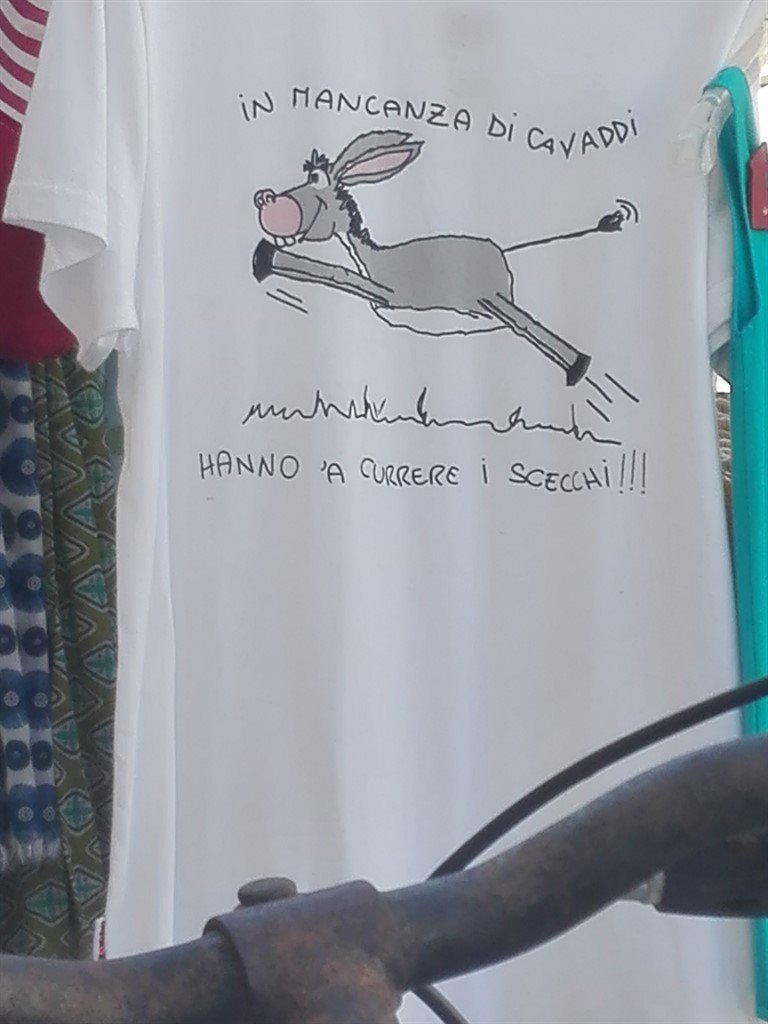 iN MANCANZA Di CAVADDi
HANNO 'A CURRERE i SCECCHi!!!